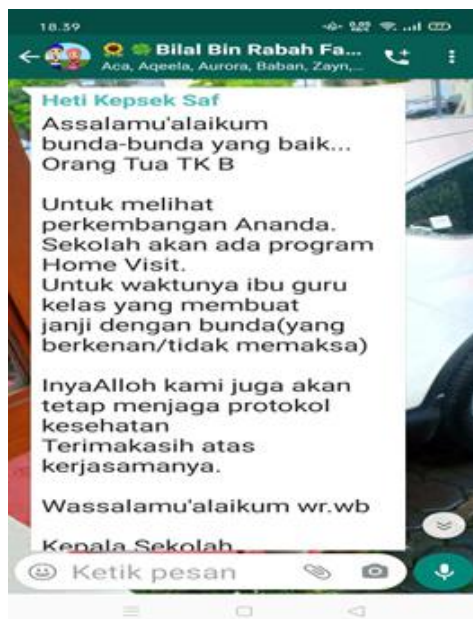 18.39
Bilal Bin Rabah Fa...
Aca, Aqeela, Aurora, Baban, Zayn,...
Heti Kepsek Saf
Assalamu'alaikum
bunda-bunda yang baik...
Orang Tua TK B
Untuk melihat
perkembangan Ananda.
Sekolah akan ada program
Home Visit.
Untuk waktunya ibu guru
kelas yang membuat
janji dengan bunda(yang
berkenan/tidak memaksa)
InyaAlloh kami juga akan
tetap menjaga protokol
kesehatan
Terimakasih atas
kerjasamanya.
Wassalamu'alaikum wr.wb
Kepala Sekolah
Ketik pesan